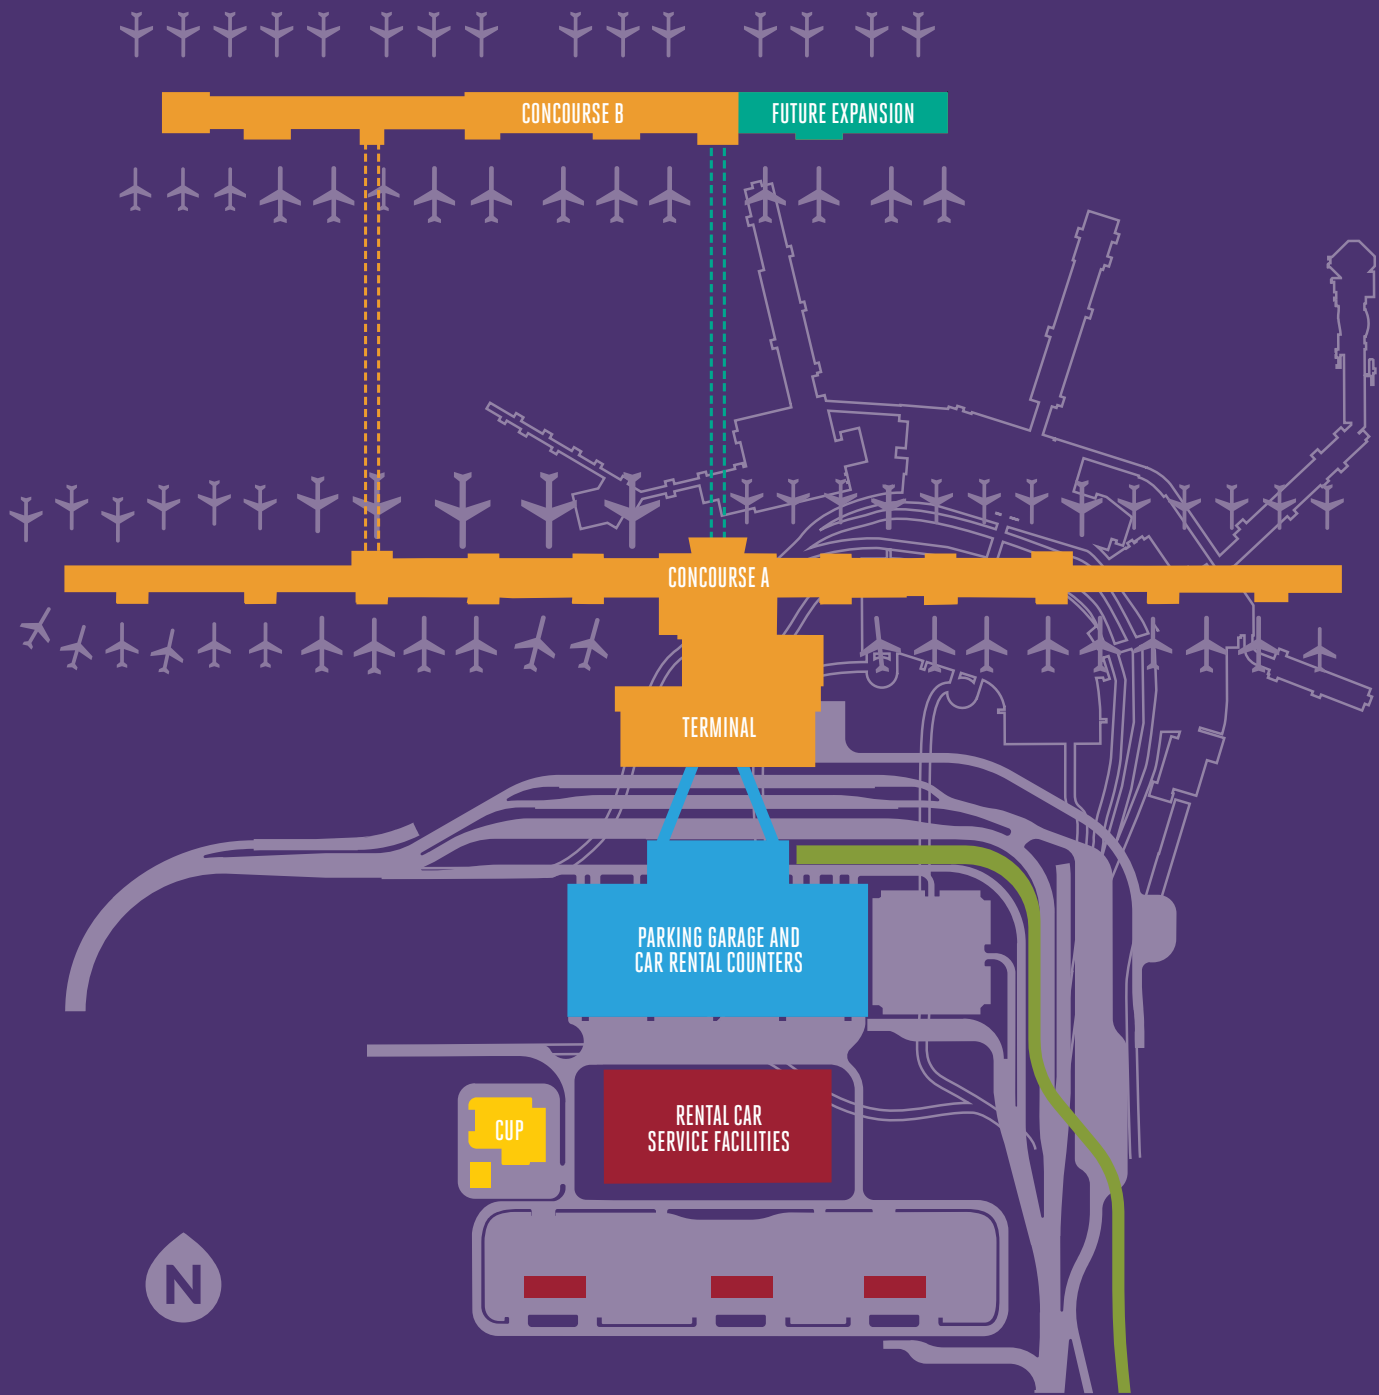 CONCOURSE B
FUTURE EXPANSION
CONCOURSE A
TERMINAL
PARKING GARAGE AND
CAR RENTAL COUNTERS
RENTAL CAR
SERVICE FACILITIES
CUP
N